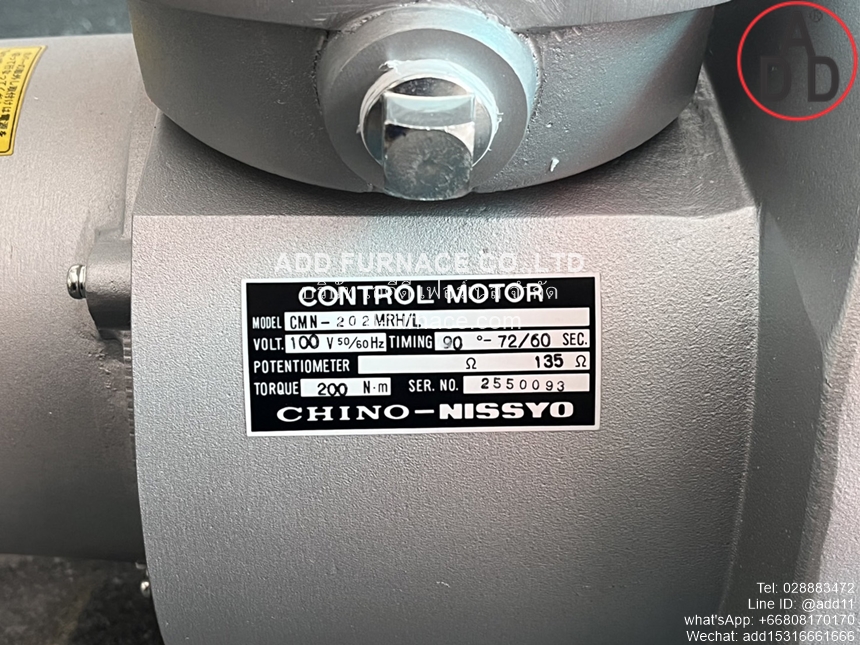 ADD
ADD FURNACE CO.,LTD
CONTROL MOTOR
MODEL CMN-202MRH/L
VOLT. 100 V 50/60Hz TIMING 90 °-72/60 SEC.
POTENTIOMETER Ω 135 Ω
TORQUE 200 N·m SER. NO. 2550093
CHINO-NISSYO
Tel: 028883472
Line ID: @add11
what'sApp: +66808170170
Wechat: add15316661666